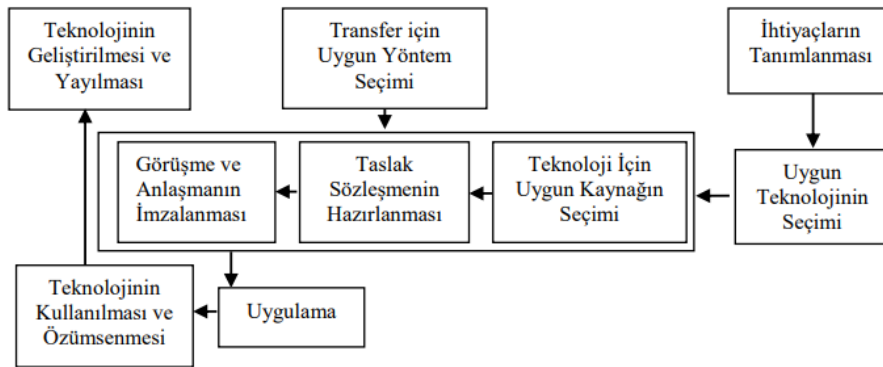 Teknolojinin
Geliştirilmesi ve
Yayılması
Transfer için
Uygun Yöntem
Seçimi
İhtiyaçların
Tanımlanması
Görüşme ve
Anlaşmanın
İmzalanması
Taslak
Sözleşmenin
Hazırlanması
Teknoloji İçin
Uygun Kaynağın
Seçimi
Uygun
Teknolojinin
Seçimi
Teknolojinin
Kullanılması ve
Özümsenmesi
Uygulama